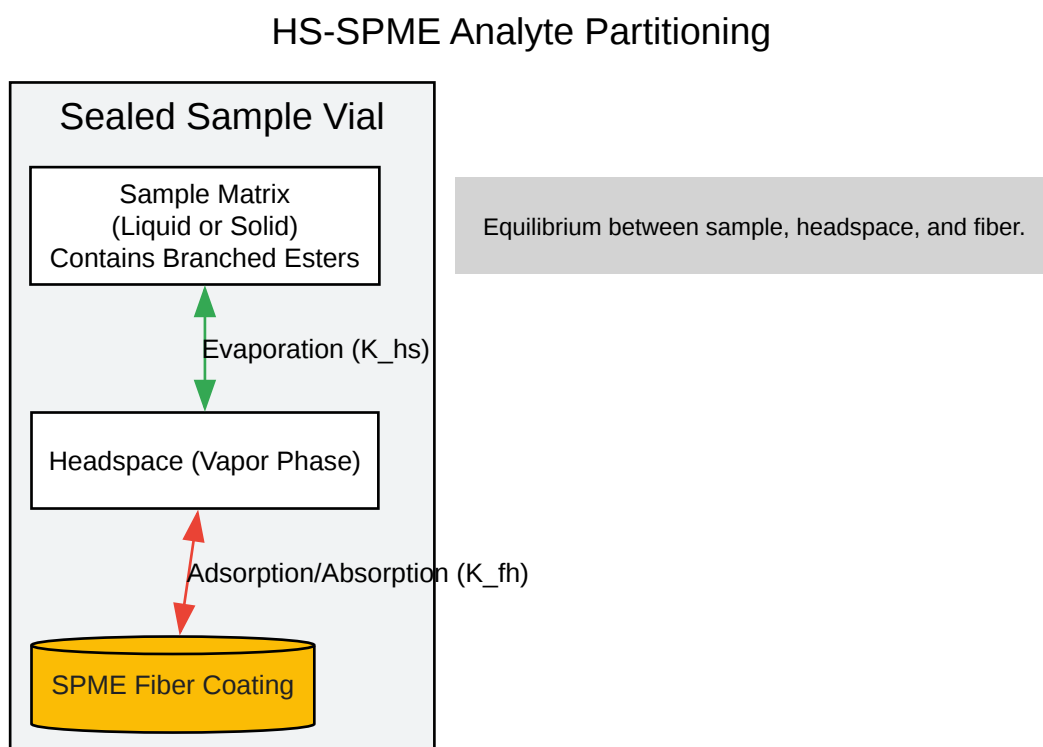 HS-SPME Analyte Partitioning
Sealed Sample Vial
Sample Matrix
(Liquid or Solid)
Contains Branched Esters
Equilibrium between sample, headspace, and fiber.
Evaporation (K_hs)
Headspace (Vapor Phase)
Adsorption/Absorption (K_fh)
SPME Fiber Coating